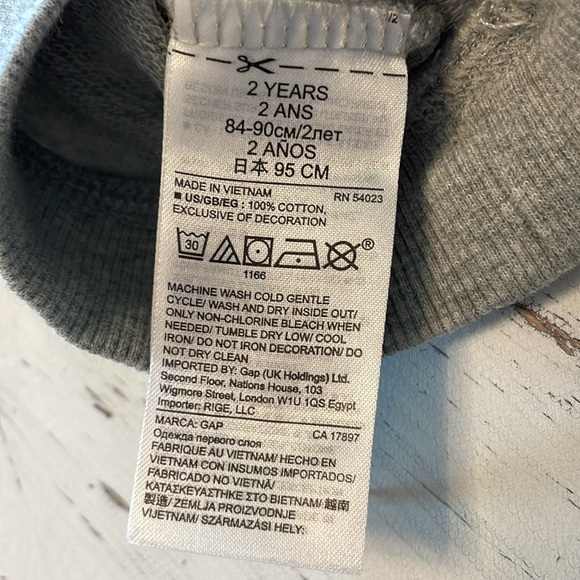 12
2 YEARS
2 ANS
84-90см/2лет
2 AÑOS
日本 95 CM
MADE IN VIETNAM RN 54023
■ US/GB/EG : 100% COTTON,
EXCLUSIVE OF DECORATION
30 ®
1166
MACHINE WASH COLD GENTLE
CYCLE/ WASH AND DRY INSIDE OUT/
ONLY NON-CHLORINE BLEACH WHEN
NEEDED/ TUMBLE DRY LOW/ COOL
IRON/ DO NOT IRON DECORATION/ DO
NOT DRY CLEAN
IMPORTED BY: Gap (UK Holdings) Ltd.
Second Floor, Nations House, 103
Wigmore Street, London W1U 1QS Egypt
Importer: RIGE, LLC
MARCA: GAP CA 17897
Одежда первого слоя
FABRIQUE AU VIETNAM/ HECHO EN
VIETNAM CON INSUMOS IMPORTADOS/
FABRICADO NO VIETNÃ/
ΚΑΤΑΣΚΕΥΑΣΤΗΚΕ ΣΤΟ ΒΙΕΤΝΑΜ/ 越南
製造/ ZEMLJA PROIZVODNJE
VIJETNAM/ SZÁRMAZÁSI HELY: